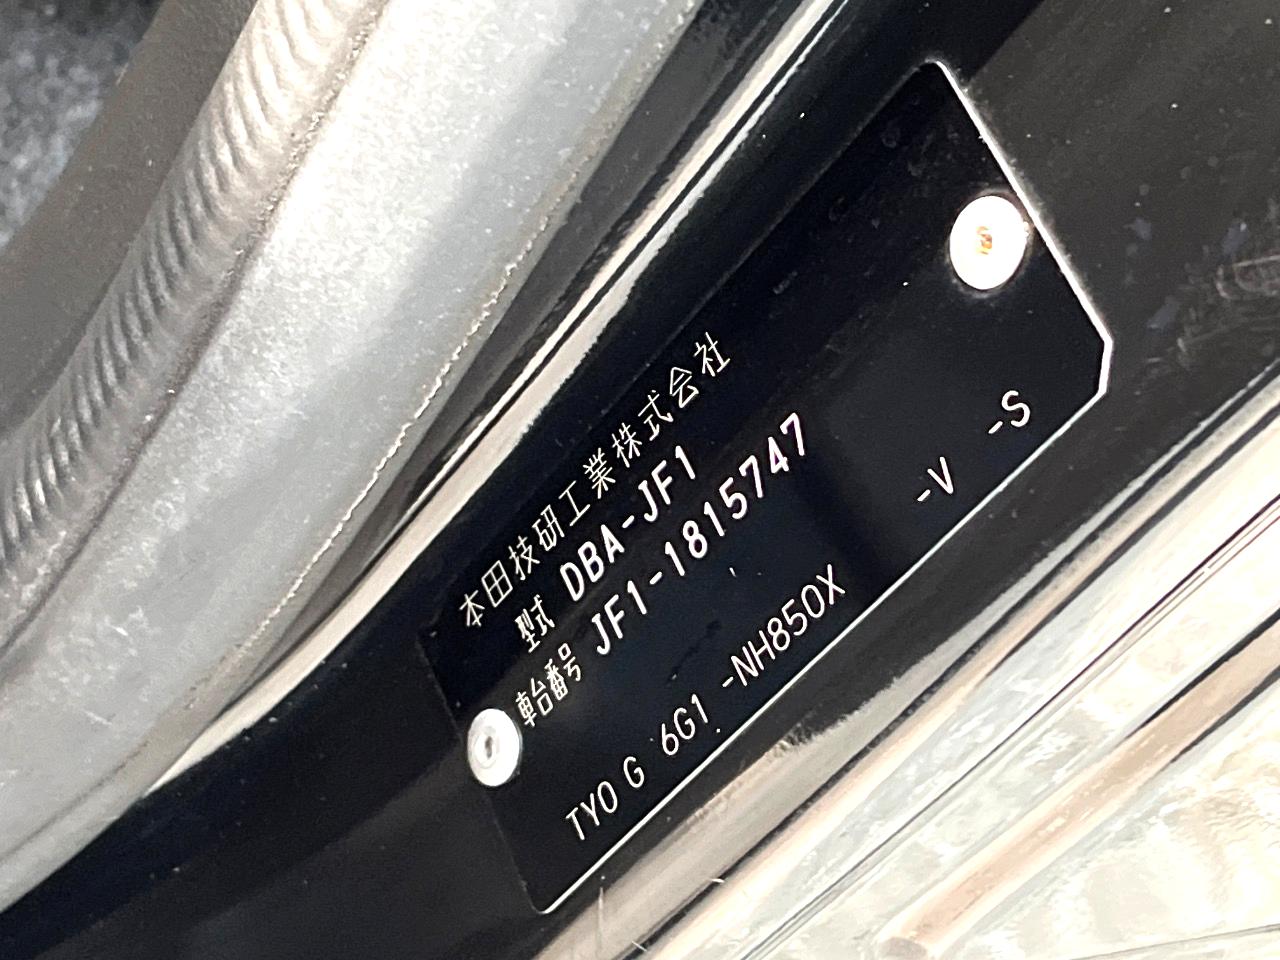 本田技研工業株式会社
型式 DBA-JF1
車台番号 JF1-1815747
TYO G 6G1 -NH850X -V -S